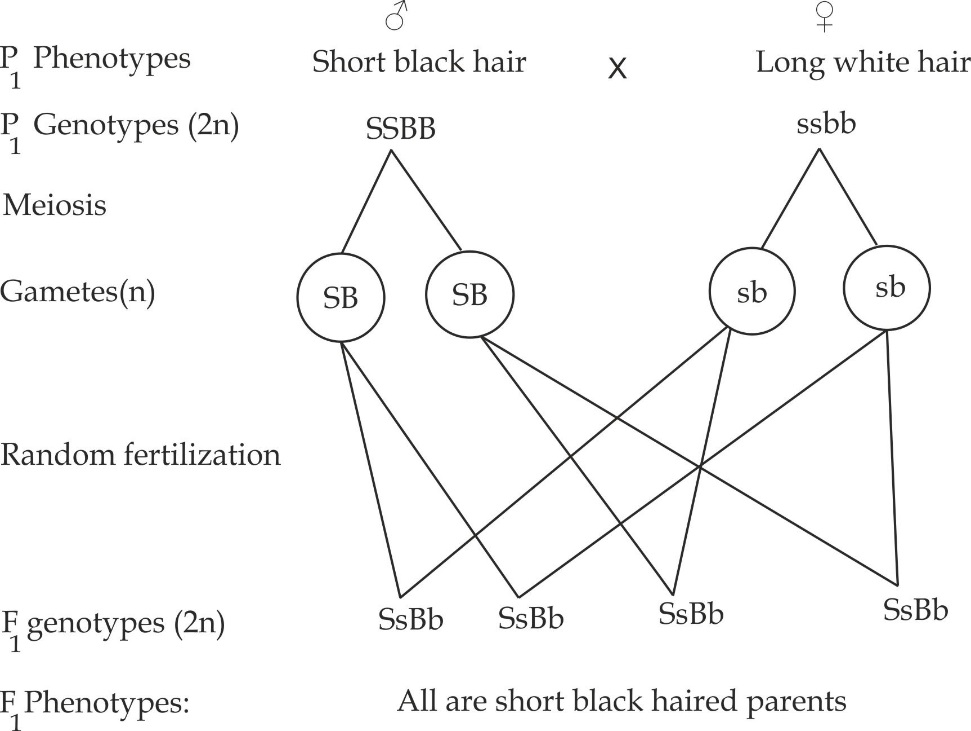 ♂ ♀
P₁ Phenotypes Short black hair x Long white hair
P₁ Genotypes (2n) SSBB ssbb
Meiosis
Gametes(n) SB SB sb sb
Random fertilization
F₁ genotypes (2n) SsBb SsBb SsBb SsBb
F₁ Phenotypes: All are short black haired parents